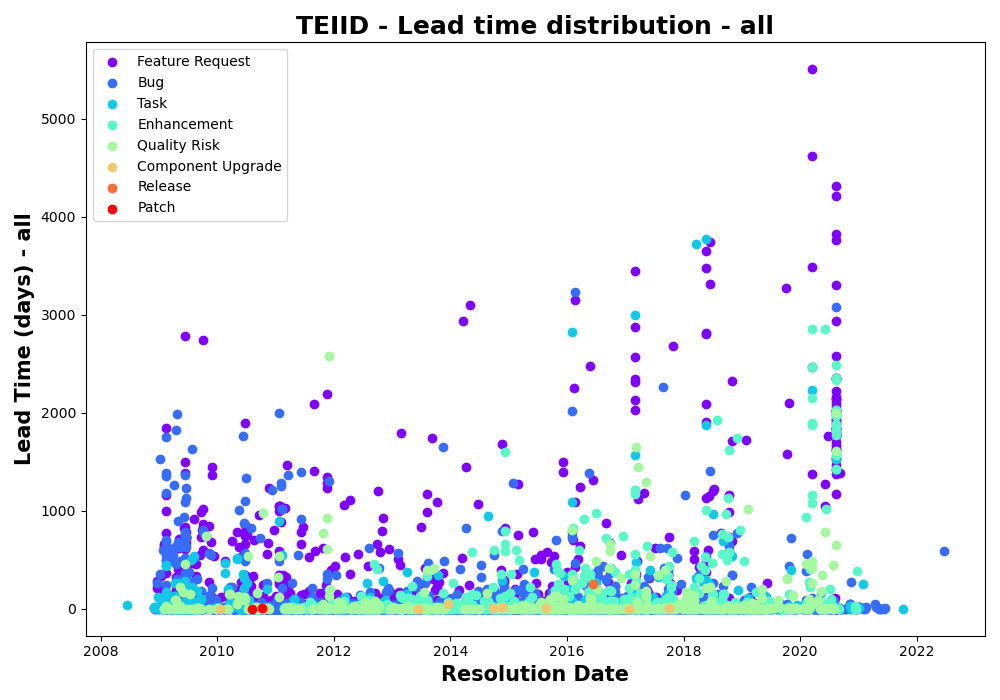 TEIID - Lead time distribution - all
Feature Request
Bug
Task
Enhancement
Quality Risk
Component Upgrade
Release
Patch
Lead Time (days) - all
5000
4000
3000
2000
1000
0
2008 2010 2012 2014 2016 2018 2020 2022
Resolution Date